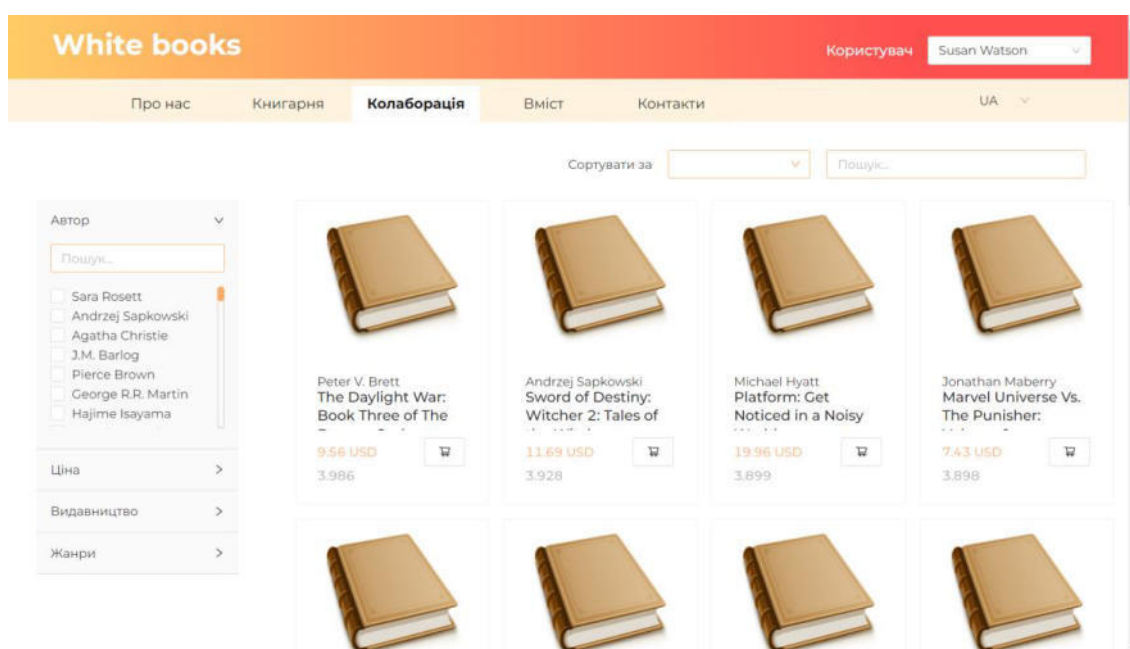 White books
Користувач Susan Watson
Про нас Книгарня Колаборація Вміст Контакти UA
Сортувати за Пошук...
Автор
Пошук...
Sara Rosett
Andrzej Sapkowski
Agatha Christie
J.M. Barlog
Pierce Brown
George R.R. Martin
Hajime Isayama
Ціна
Видавництво
Жанри
Peter V. Brett
The Daylight War:
Book Three of The
9.56 USD
3.986
Andrzej Sapkowski
Sword of Destiny:
Witcher 2: Tales of
11.69 USD
3.928
Michael Hyatt
Platform: Get
Noticed in a Noisy
19.96 USD
3.899
Jonathan Maberry
Marvel Universe Vs.
The Punisher:
7.43 USD
3.898